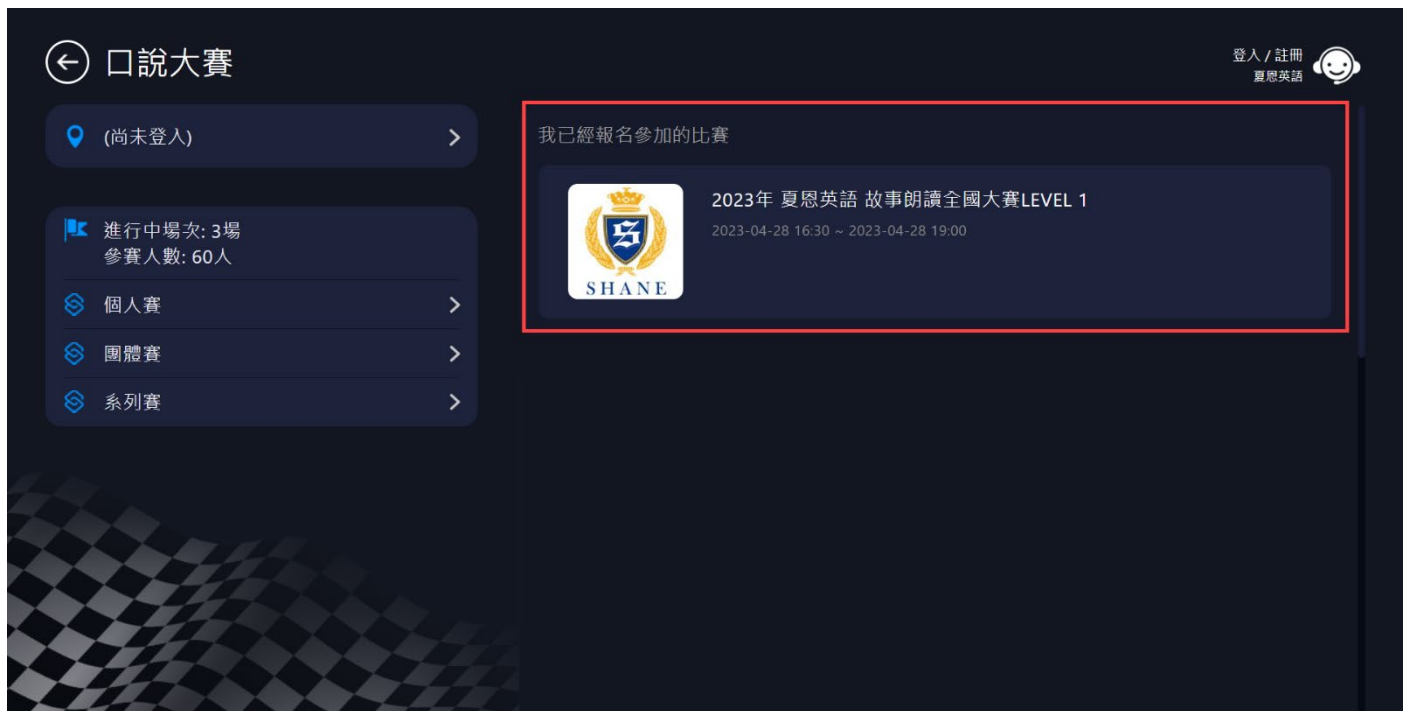 口說大賽
登入 / 註冊
夏恩英語
(尚未登入)
進行中場次: 3場
參賽人數: 60人
個人賽
團體賽
系列賽
我已經報名參加的比賽
S
SHANE
2023年 夏恩英語 故事朗讀全國大賽LEVEL 1
2023-04-28 16:30 ~ 2023-04-28 19:00